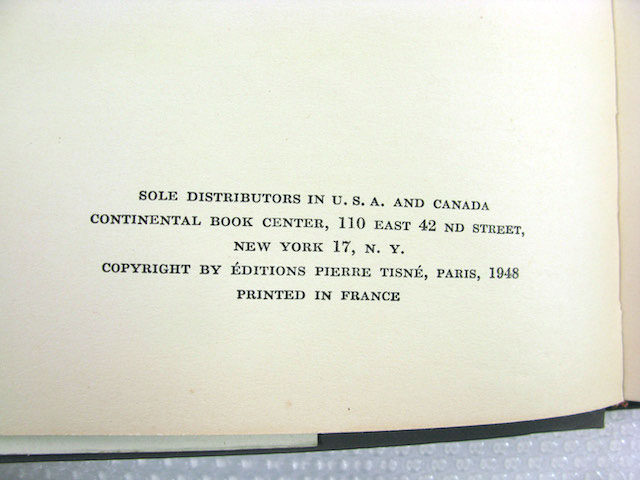 SOLE DISTRIBUTORS IN U. S. A. AND CANADA
CONTINENTAL BOOK CENTER, 110 EAST 42 ND STREET,
NEW YORK 17, N. Y.
COPYRIGHT BY ÉDITIONS PIERRE TISNÉ, PARIS, 1948
PRINTED IN FRANCE